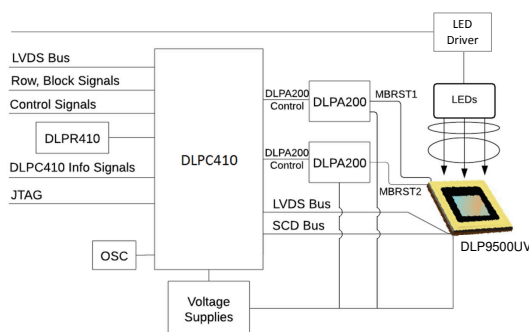 LED
Driver
LVDS Bus
Row, Block Signals
Control Signals
DLPR410
DLPC410 Info Signals
JTAG
OSC
DLPC410
DLPA200
Control
DLPA200
MBRST1
LEDs
DLPA200
Control
DLPA200
MBRST2
LVDS Bus
SCD Bus
DLP9500UV
Voltage
Supplies